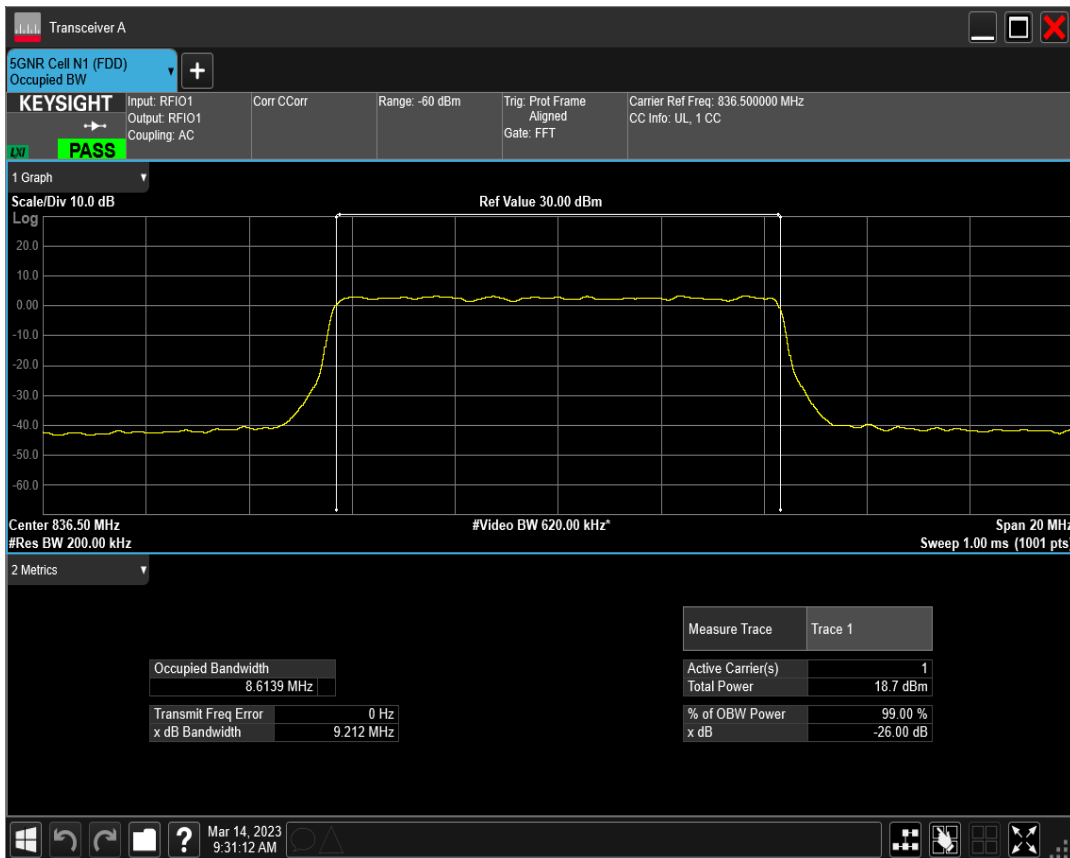 Transceiver A
5GNR Cell N1 (FDD)
Occupied BW
KEYSIGHT
LXI
PASS
Input: RFIO1
Output: RFIO1
Coupling: AC
Corr CCorr
Range: -60 dBm
Trig: Prot Frame
Aligned
Gate: FFT
Carrier Ref Freq: 836.500000 MHz
CC Info: UL, 1 CC
1 Graph
Scale/Div 10.0 dB
Ref Value 30.00 dBm
Log
20.0
10.0
0.00
-10.0
-20.0
-30.0
-40.0
-50.0
-60.0
Center 836.50 MHz
#Video BW 620.00 kHz*
Span 20 MHz
#Res BW 200.00 kHz
Sweep 1.00 ms (1001 pts)
2 Metrics
Measure Trace Trace 1
Occupied Bandwidth
8.6139 MHz
Active Carrier(s) 1
Total Power 18.7 dBm
Transmit Freq Error 0 Hz
x dB Bandwidth 9.212 MHz
% of OBW Power 99.00 %
x dB -26.00 dB
?
Mar 14, 2023
9:31:12 AM